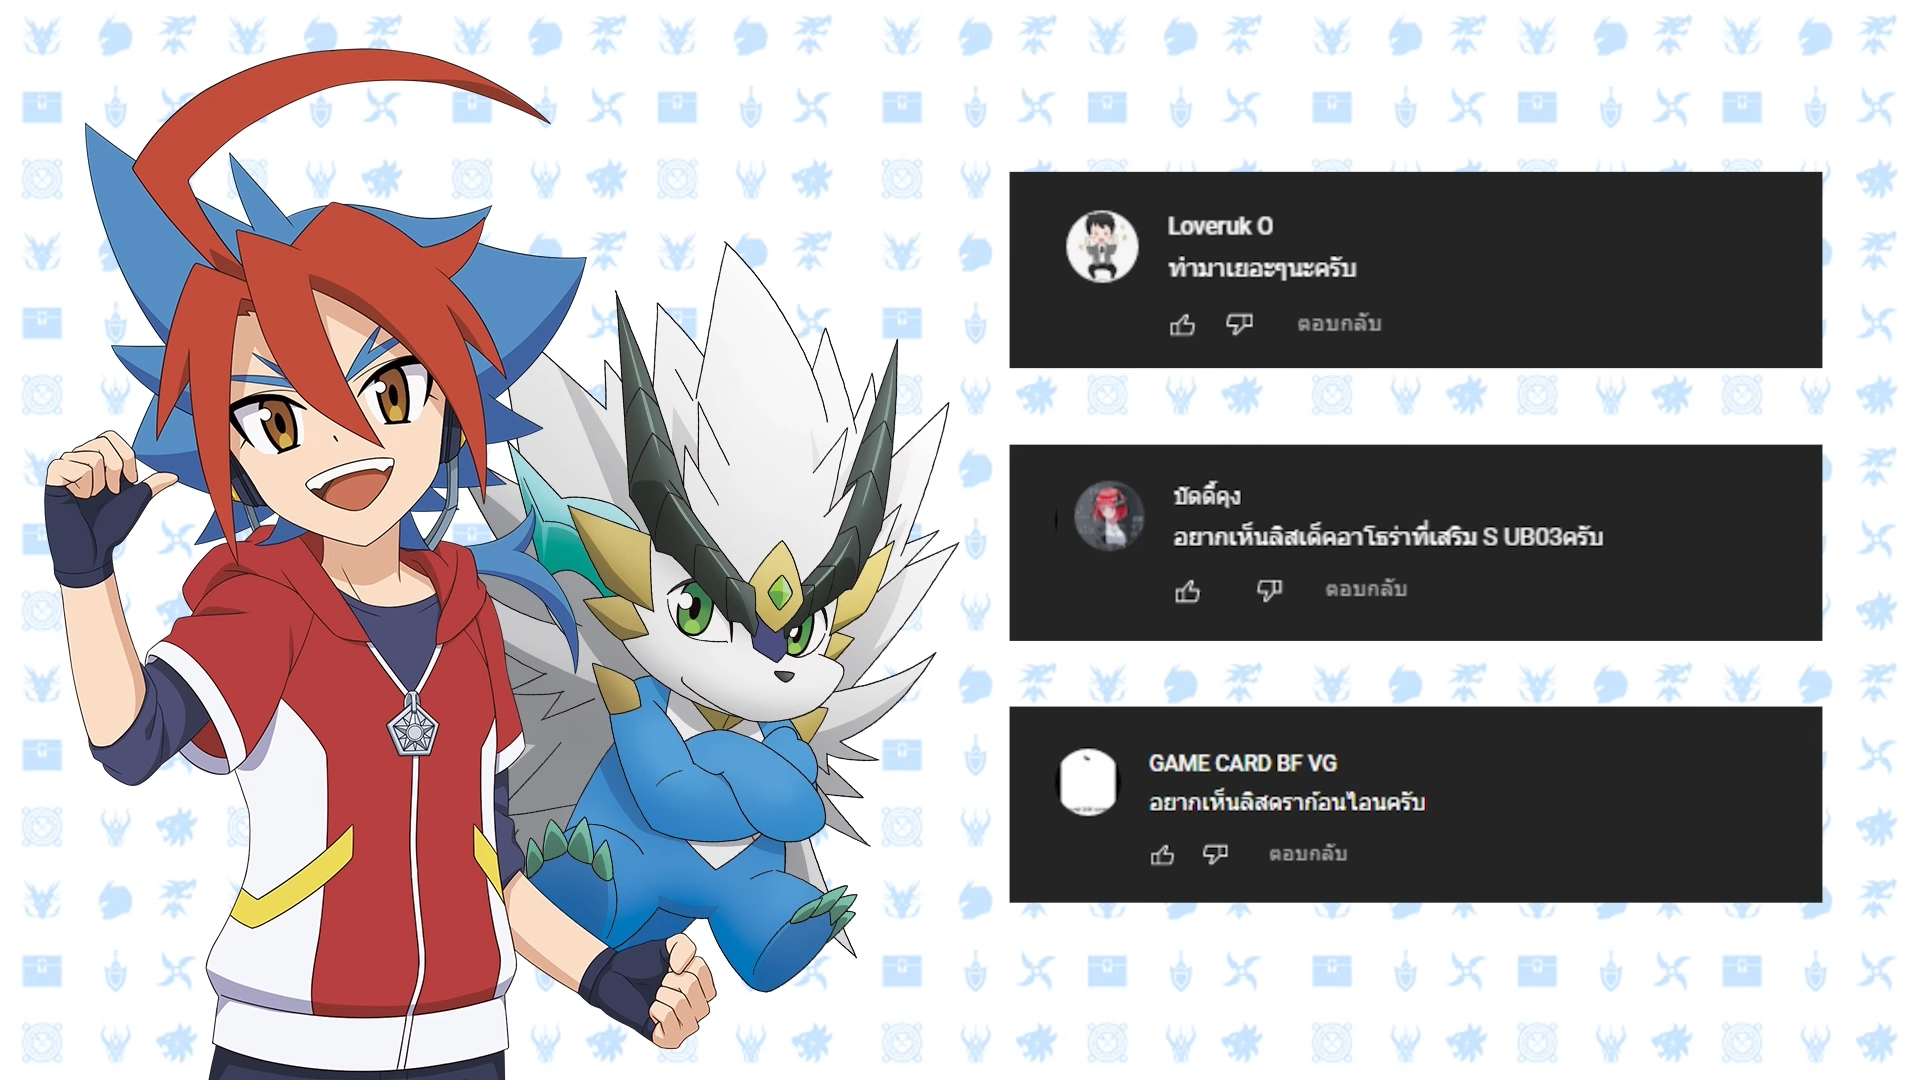 Loveruk O
ทำมาเยอะๆนะครับ
ตอบกลับ
ปัดดี้คุง
อยากเห็นลิสเด็คอาโธร่าที่เสริม S UB03ครับ
ตอบกลับ
GAME CARD BF VG
อยากเห็นลิสดราก้อนไอนครับ
ตอบกลับ